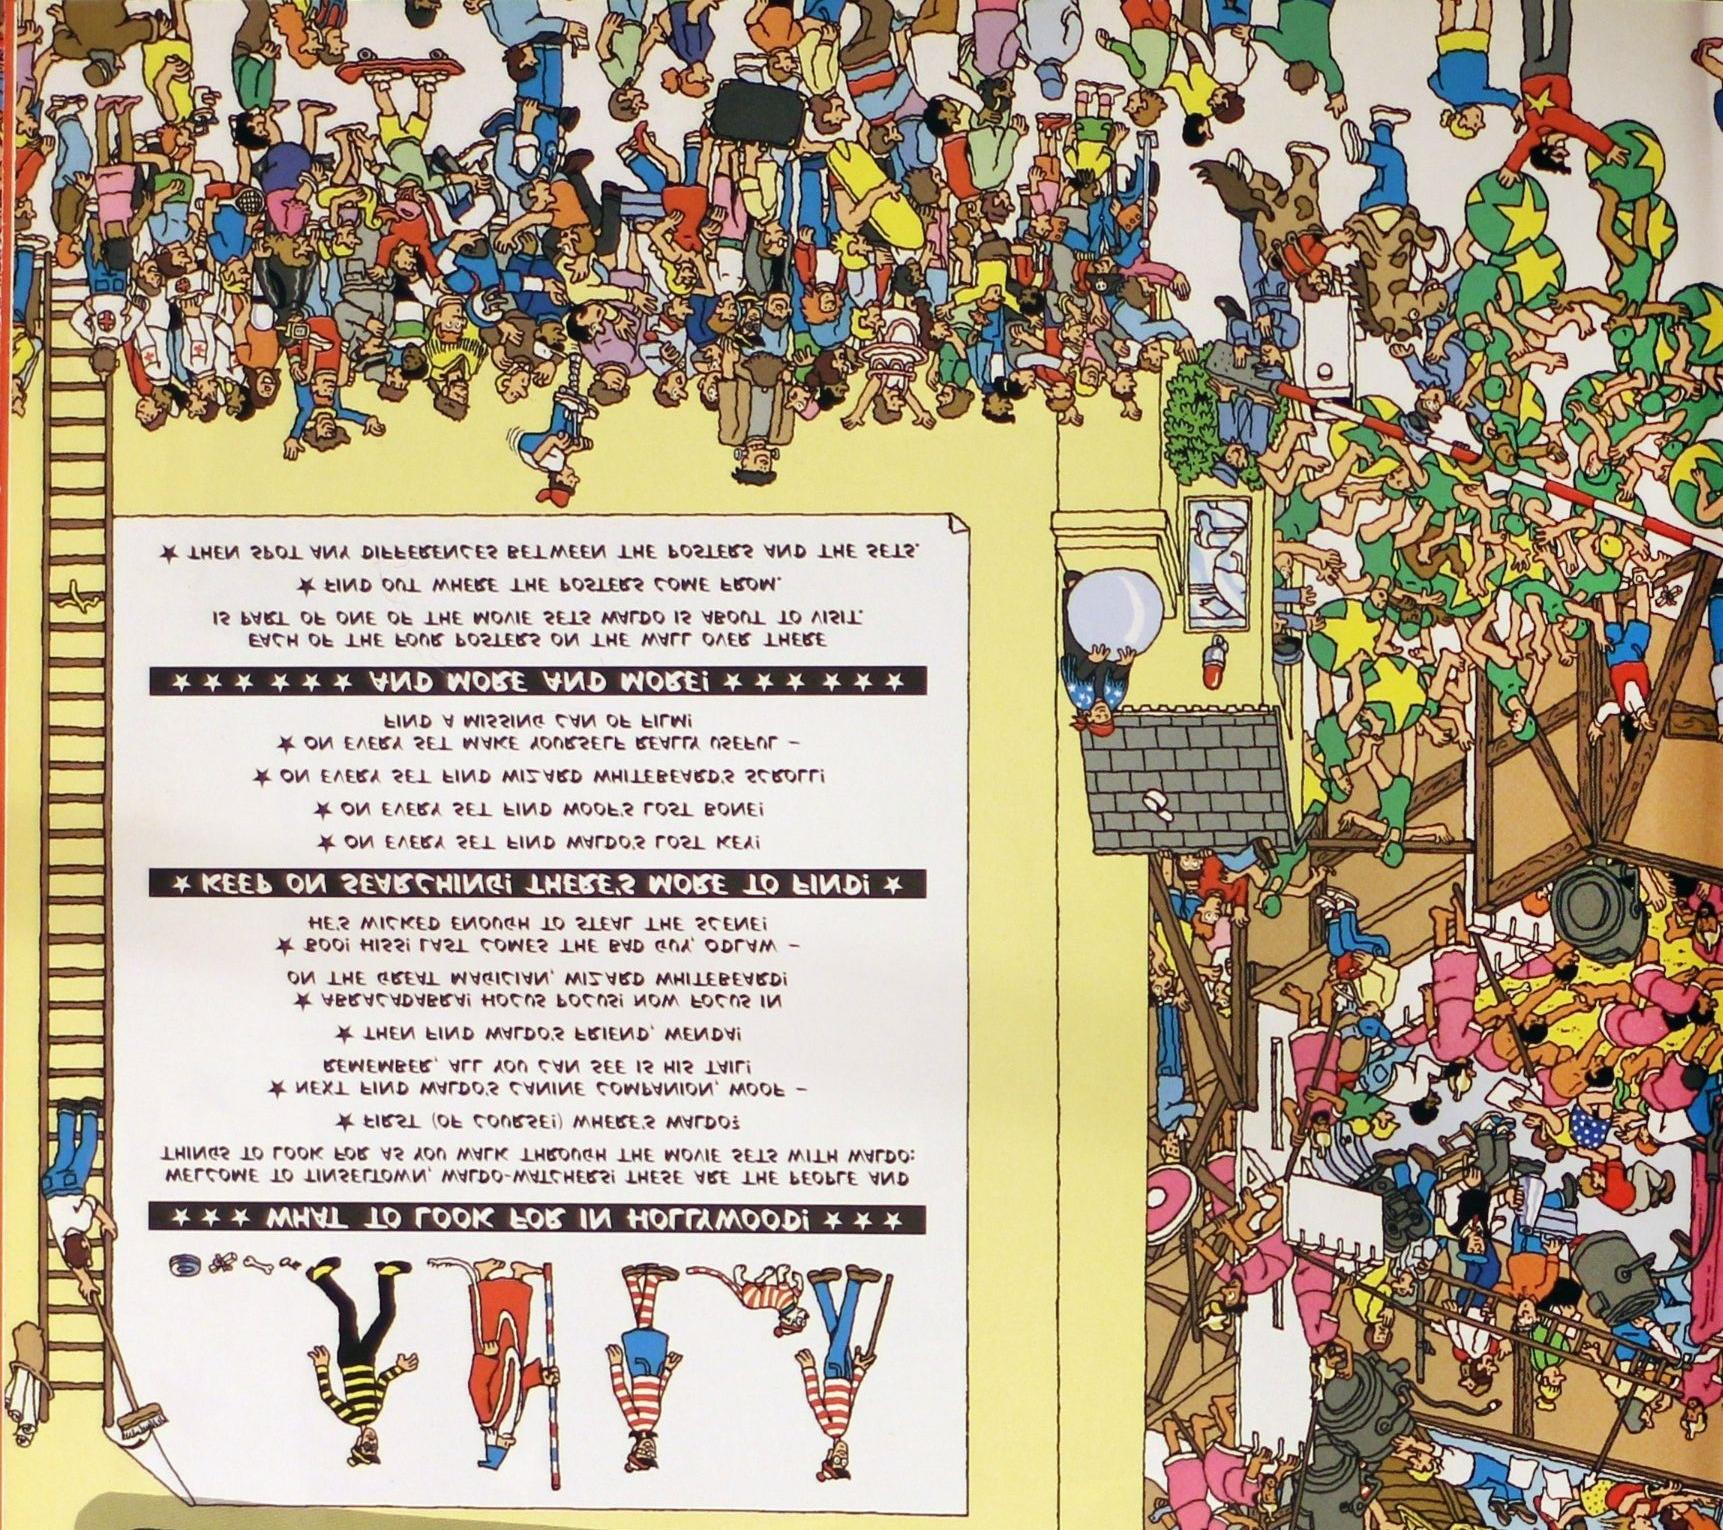 ★ ★ ★ WHAT TO LOOK FOR IN HOLLYWOOD! ★ ★ ★
WELCOME TO TINSELTOWN, WALDO-WATCHERS! THESE ARE THE PEOPLE AND
THINGS TO LOOK FOR AS YOU WALK THROUGH THE MOVIE SETS WITH WALDO:
★ FIRST (OF COURSE!) WHERE'S WALDO?
★ NEXT FIND WALDO'S CANINE COMPANION, WOOF –
REMEMBER, ALL YOU CAN SEE IS HIS TAIL!
★ THEN FIND WALDO'S FRIEND, WENDA!
★ ABRACADABRA! HOCUS POCUS! NOW FOCUS IN
ON THE GREAT MAGICIAN, WIZARD WHITEBEARD!
★ BOO! HISS! LAST COMES THE BAD GUY, ODLAW –
HE'S WICKED ENOUGH TO STEAL THE SCENE!
★ KEEP ON SEARCHING! THERE'S MORE TO FIND! ★
★ ON EVERY SET FIND WALDO'S LOST KEY!
★ ON EVERY SET FIND WOOF'S LOST BONE!
★ ON EVERY SET FIND WIZARD WHITEBEARD'S SCROLL!
★ ON EVERY SET MAKE YOURSELF REALLY USEFUL –
FIND A MISSING CAN OF FILM!
★ ★ ★ ★ ★ ★ AND MORE AND MORE! ★ ★ ★ ★ ★ ★
EACH OF THE FOUR POSTERS ON THE WALL OVER THERE
IS PART OF ONE OF THE MOVIE SETS WALDO IS ABOUT TO VISIT.
★ FIND OUT WHERE THE POSTERS COME FROM.
★ THEN SPOT ANY DIFFERENCES BETWEEN THE POSTERS AND THE SETS.